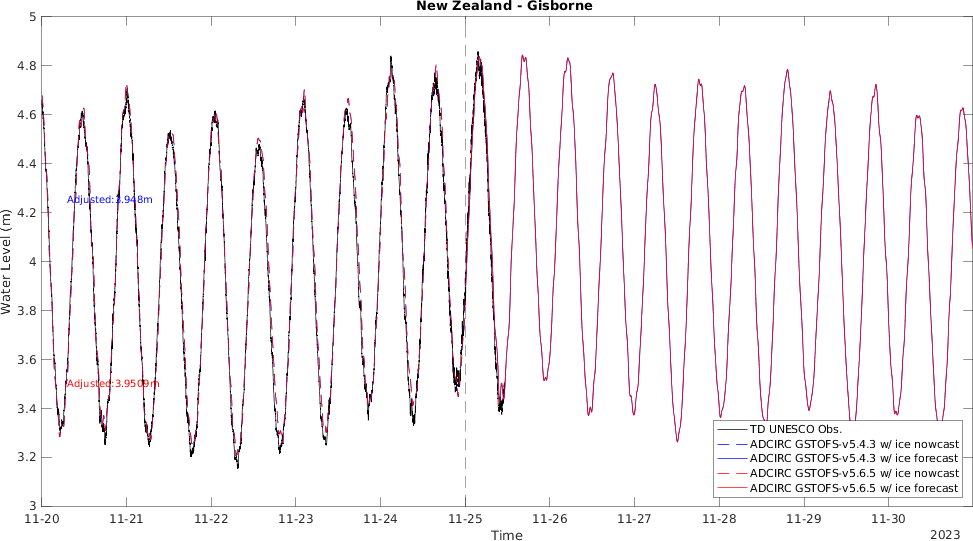 New Zealand - Gisborne
5
4.8
4.6
4.4
4.2
4
3.8
3.6
3.4
3.2
3
Water Level (m)
Adjusted:3.948m
Adjusted:3.9509m
TD UNESCO Obs.
ADCIRC GSTOFS-v5.4.3 w/ ice nowcast
ADCIRC GSTOFS-v5.4.3 w/ ice forecast
ADCIRC GSTOFS-v5.6.5 w/ ice nowcast
ADCIRC GSTOFS-v5.6.5 w/ ice forecast
11-20 11-21 11-22 11-23 11-24 11-25 11-26 11-27 11-28 11-29 11-30
Time
2023